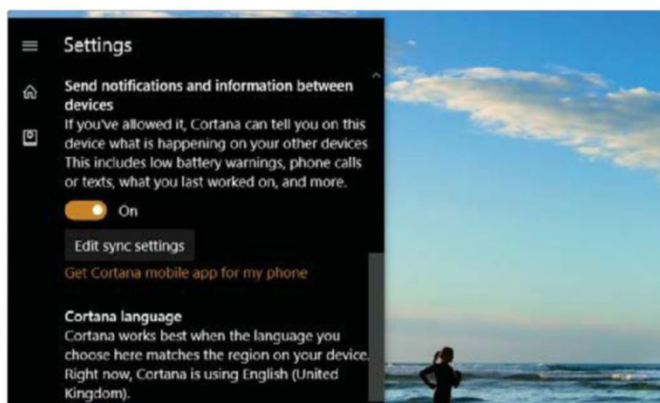 Settings
Send notifications and information between
devices
If you've allowed it, Cortana can tell you on this
device what is happening on your other devices
This includes low battery warnings, phone calls
or texts, what you last worked on, and more.
On
Edit sync settings
Get Cortana mobile app for my phone
Cortana language
Cortana works best when the language you
choose here matches the region on your device.
Right now, Cortana is using English (United
Kingdom).